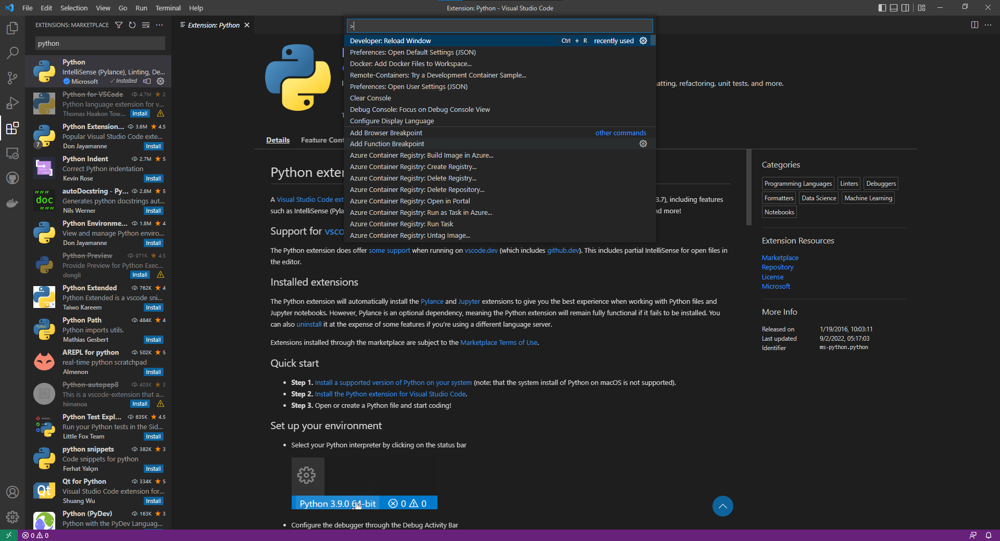 File Edit Selection View Go Run Terminal Help
Extension: Python - Visual Studio Code
EXTENSIONS: MARKETPLACE
python
Python
IntelliSense (Pylance), Linting, De...
Microsoft Installed
Python for VSCode 4.7M 2
Python language extension for v...
Thomas Haakon Tow... Install
Python Extension... 3.6M 4.5
Popular Visual Studio Code exte...
7
Don Jayamanne Install
Python Indent 2.7M 5
Correct Python indentation
Kevin Rose Install
autoDocstring - Py... 2.8M 5
doc
Generates python docstrings aut...
Nils Werner Install
Python Environme... 1.8M 4
View and manage Python enviro...
Don Jayamanne Install
Python Preview 971K 4.5
Provide Preview for Python Exec...
dongli Install
Python Extended 762K 4
Python Extended is a vscode sni...
Taiwo Kareem Install
Python Path 484K 4
Python imports utils.
Mathias Gesbert Install
AREPL for python 502K 5
real-time python scratchpad
Almenon Install
Python-autopep8 403K 3
This is a vscode-extension that a...
himanoa Install
Python Test Expl... 635K 4.5
Run your Python tests in the Sid...
Little Fox Team Install
python snippets 382K 3
Code snippets for python
Ferhat Yalçın Install
Qt for Python 334K 5
Qt
Visual Studio Code extension for...
Shuang Wu Install
Python (PyDev) 163K 3
Python with the PyDev Languag...
Extension: Python
>
Developer: Reload Window Ctrl + R recently used
Preferences: Open Default Settings (JSON)
Docker: Add Docker Files to Workspace...
Remote-Containers: Try a Development Container Sample...
Preferences: Open User Settings (JSON)
Clear Console
Debug Console: Focus on Debug Console View
Configure Display Language
Add Browser Breakpoint other commands
Add Function Breakpoint
Azure Container Registry: Build Image in Azure...
Azure Container Registry: Create Registry...
Azure Container Registry: Delete Registry...
Azure Container Registry: Delete Repository...
Azure Container Registry: Open in Portal
Azure Container Registry: Run as Task in Azure...
Azure Container Registry: Run Task
Azure Container Registry: Untag Image...
atting, refactoring, unit tests, and more.
Details Feature Cont
Python exte
A Visual Studio Code ext 3.7), including features
such as IntelliSense (Pyla nd more!
Support for vsco
The Python extension does offer some support when running on vscode.dev (which includes github.dev). This includes partial IntelliSense for open files in
the editor.
Installed extensions
The Python extension will automatically install the Pylance and Jupyter extensions to give you the best experience when working with Python files and
Jupyter notebooks. However, Pylance is an optional dependency, meaning the Python extension will remain fully functional if it fails to be installed. You
can also uninstall it at the expense of some features if you're using a different language server.
Extensions installed through the marketplace are subject to the Marketplace Terms of Use.
Quick start
• Step 1. Install a supported version of Python on your system (note: that the system install of Python on macOS is not supported).
• Step 2. Install the Python extension for Visual Studio Code.
• Step 3. Open or create a Python file and start coding!
Set up your environment
• Select your Python interpreter by clicking on the status bar
Python 3.9.0 64-bit 0 0
• Configure the debugger through the Debug Activity Bar
Categories
Programming Languages Linters Debuggers
Formatters Data Science Machine Learning
Notebooks
Extension Resources
Marketplace
Repository
License
Microsoft
More Info
Released on 1/19/2016, 10:03:11
Last updated 9/2/2022, 05:17:03
Identifier ms-python.python
0 0